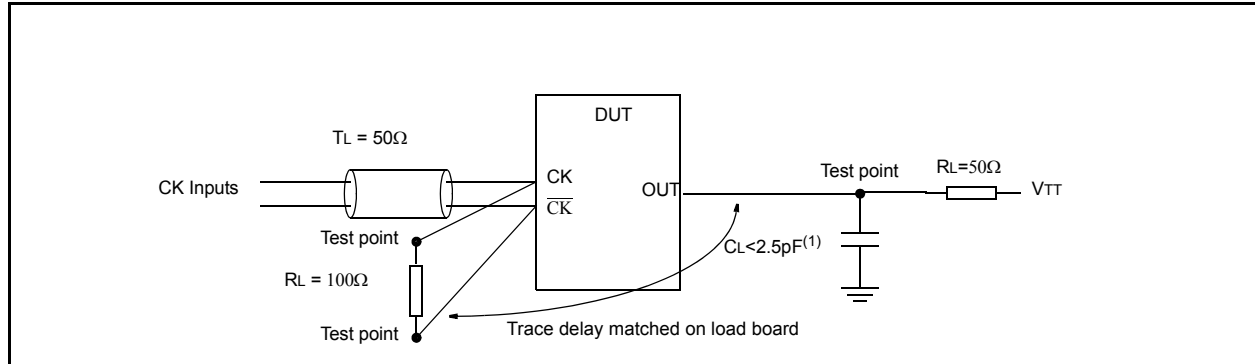 DUT
TL = 50Ω
CK Inputs
CK
CK
OUT
Test point
RL=50Ω
VTT
CL<2.5pF(1)
Test point
RL = 100Ω
Test point
Trace delay matched on load board